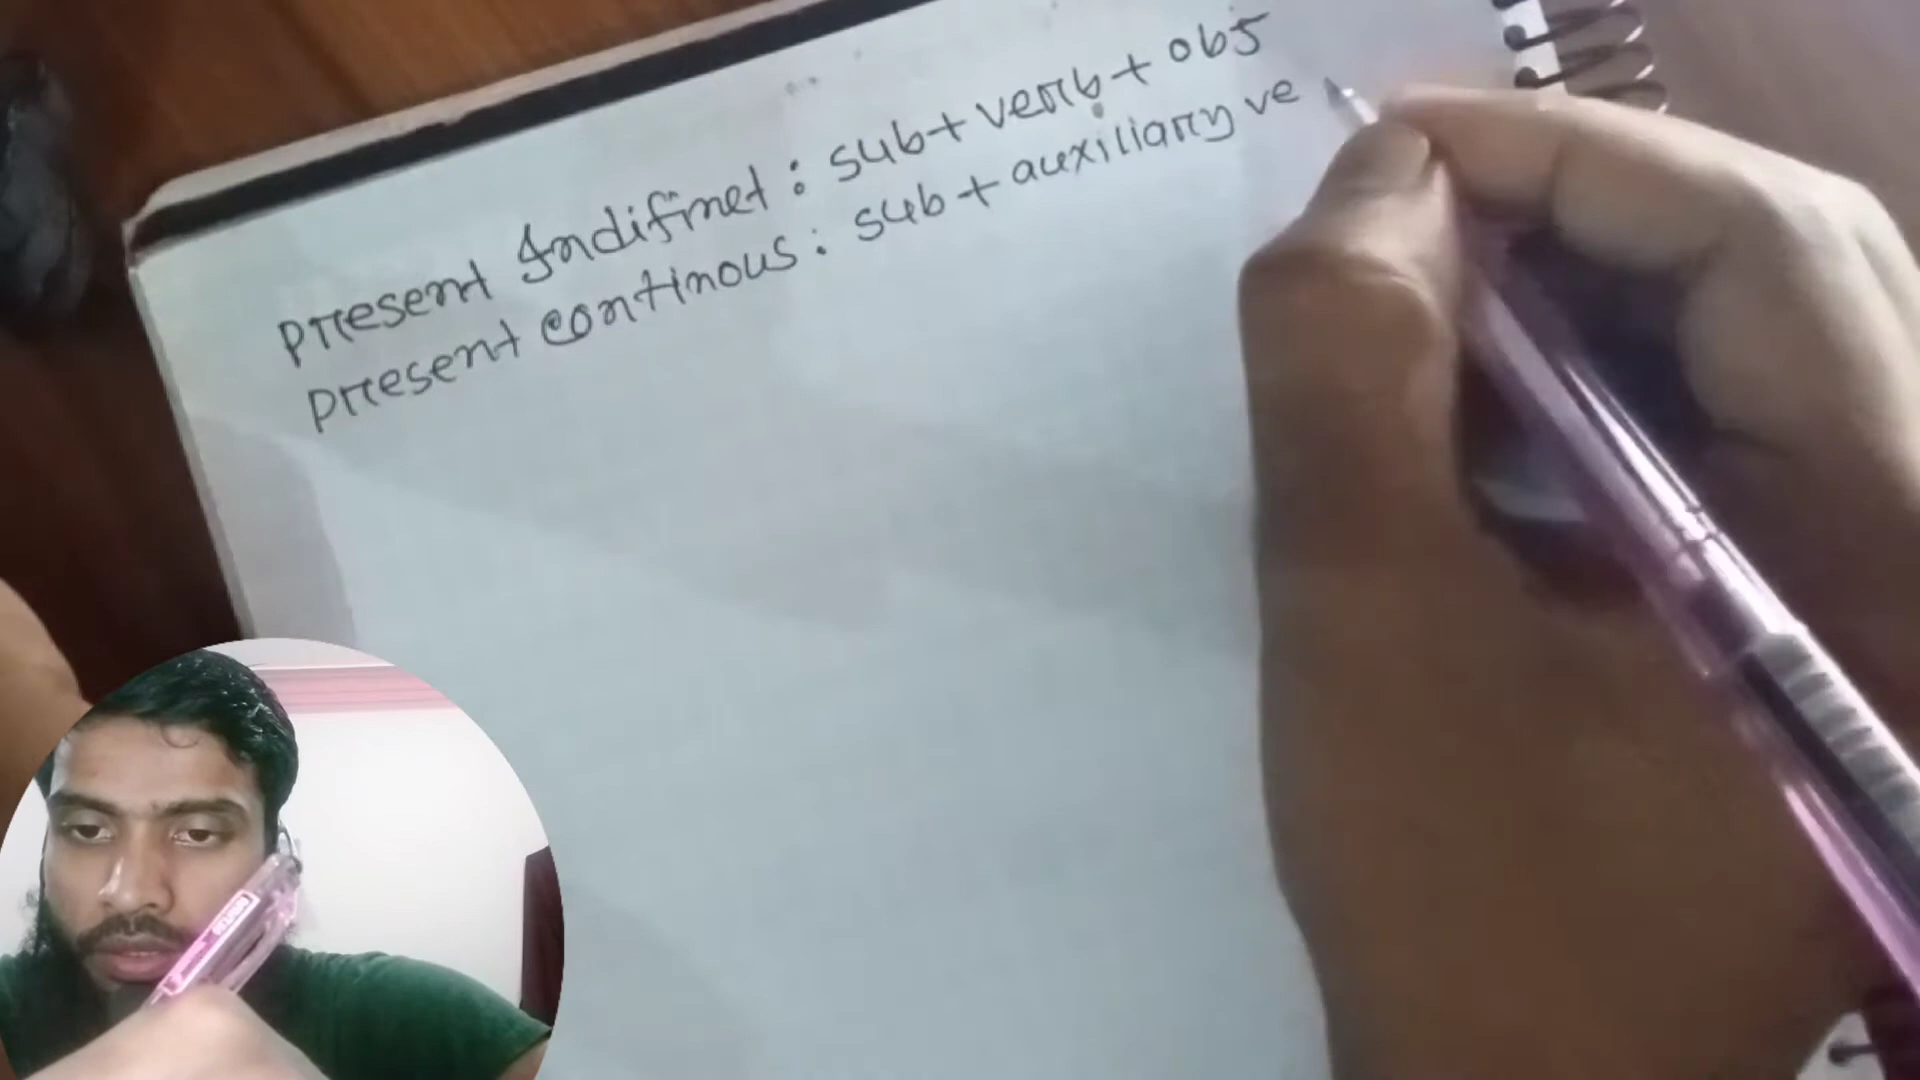 Present Indifinet : sub + verb + obj
Present continous : sub + auxiliary ve